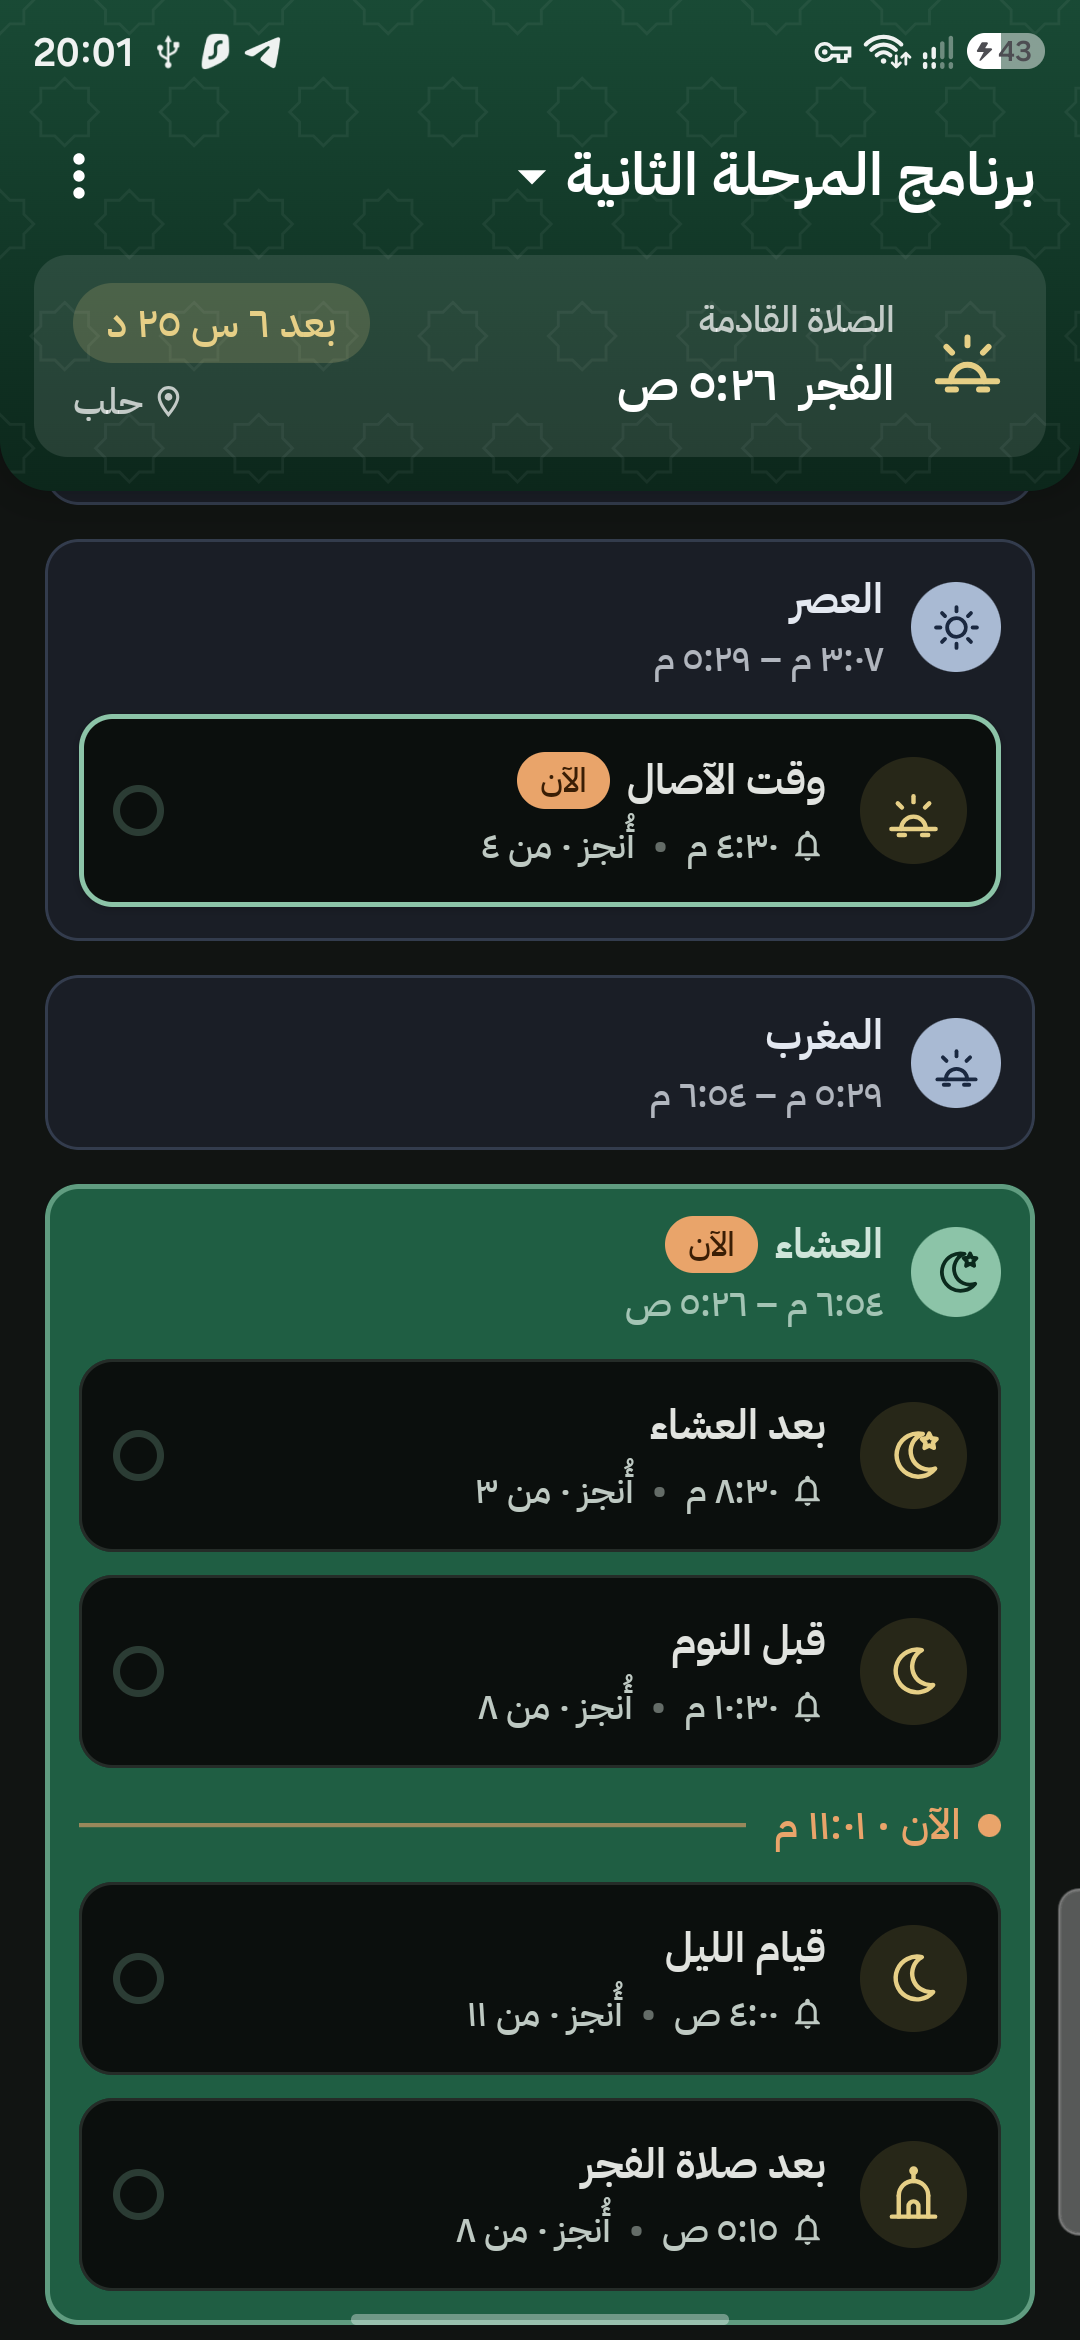 20:01
43
برنامج المرحلة الثانية
الصلاة القادمة
الفجر ٥:٢٦ ص
بعد ٦ س ٢٥ د
حلب
العصر
٣:٠٧ م – ٥:٢٩ م
وقت الآصال الآن
٤:٣٠ م • أُنجز ٠ من ٤
المغرب
٥:٢٩ م – ٦:٥٤ م
العشاء الآن
٦:٥٤ م – ٥:٢٦ ص
بعد العشاء
٨:٣٠ م • أُنجز ٠ من ٣
قبل النوم
١٠:٣٠ م • أُنجز ٠ من ٨
الآن · ١١:٠١ م
قيام الليل
٤:٠٠ ص • أُنجز ٠ من ١١
بعد صلاة الفجر
٥:١٥ ص • أُنجز ٠ من ٨